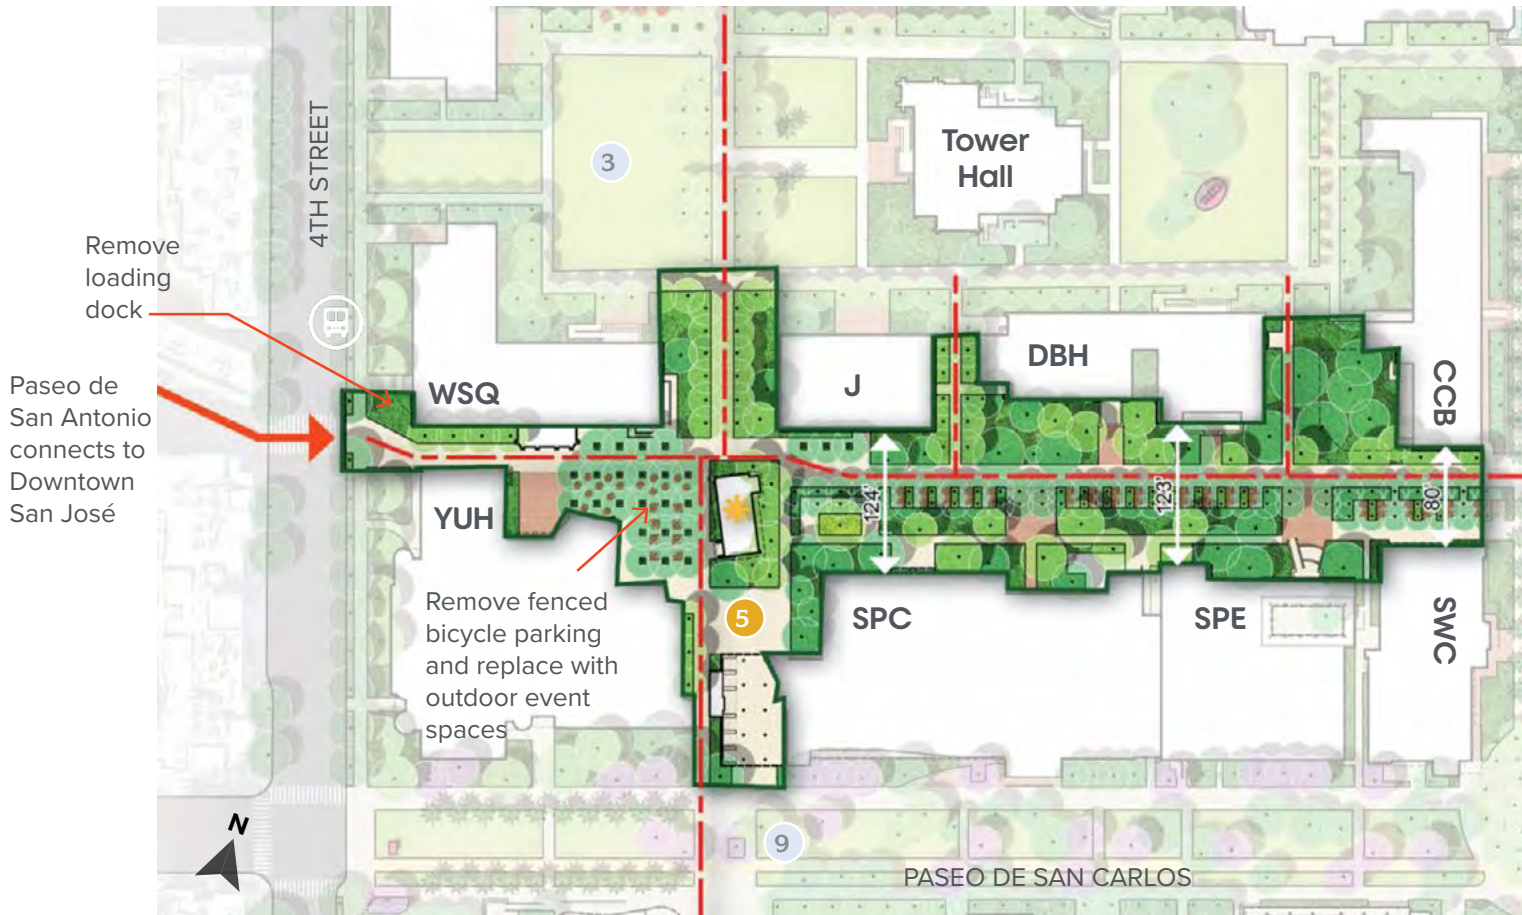 4TH STREET
3
Tower
Hall
Remove
loading
dock
WSQ
J
DBH
CCB
Paseo de
San Antonio
connects to
Downtown
San José
YUH
124'
123'
80'
Remove fenced
bicycle parking
and replace with
outdoor event
spaces
5
SPC
SPE
SWC
N
9
PASEO DE SAN CARLOS